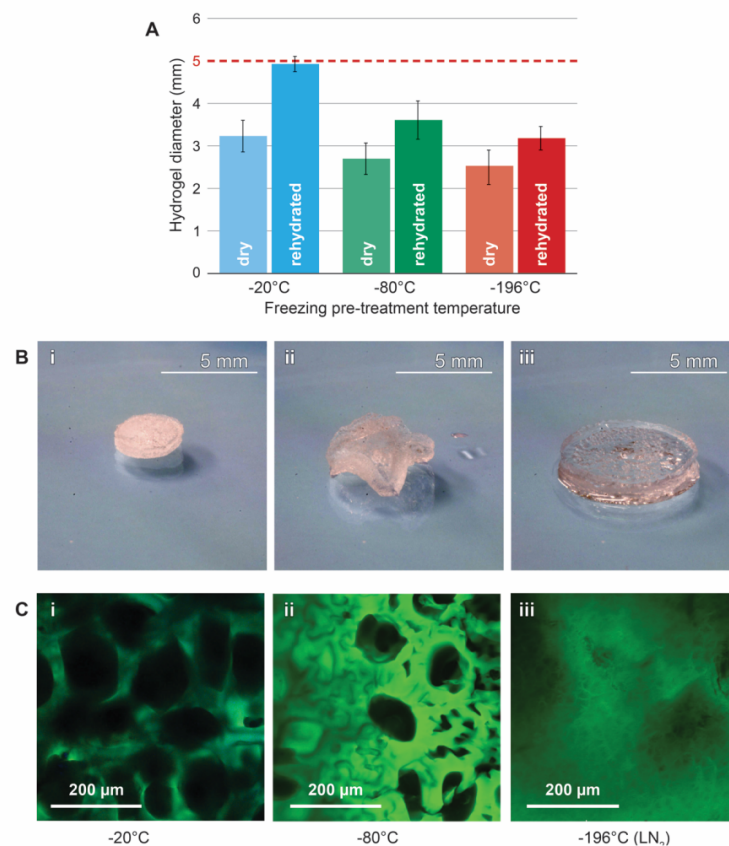 A
Hydrogel diameter (mm)
6
5
4
3
2
1
0
dry
rehydrated
dry
rehydrated
dry
rehydrated
-20°C
-80°C
-196°C
Freezing pre-treatment temperature
B
i
5 mm
ii
5 mm
iii
5 mm
C
i
200 µm
ii
200 µm
iii
200 µm
-20°C
-80°C
-196°C (LN₂)